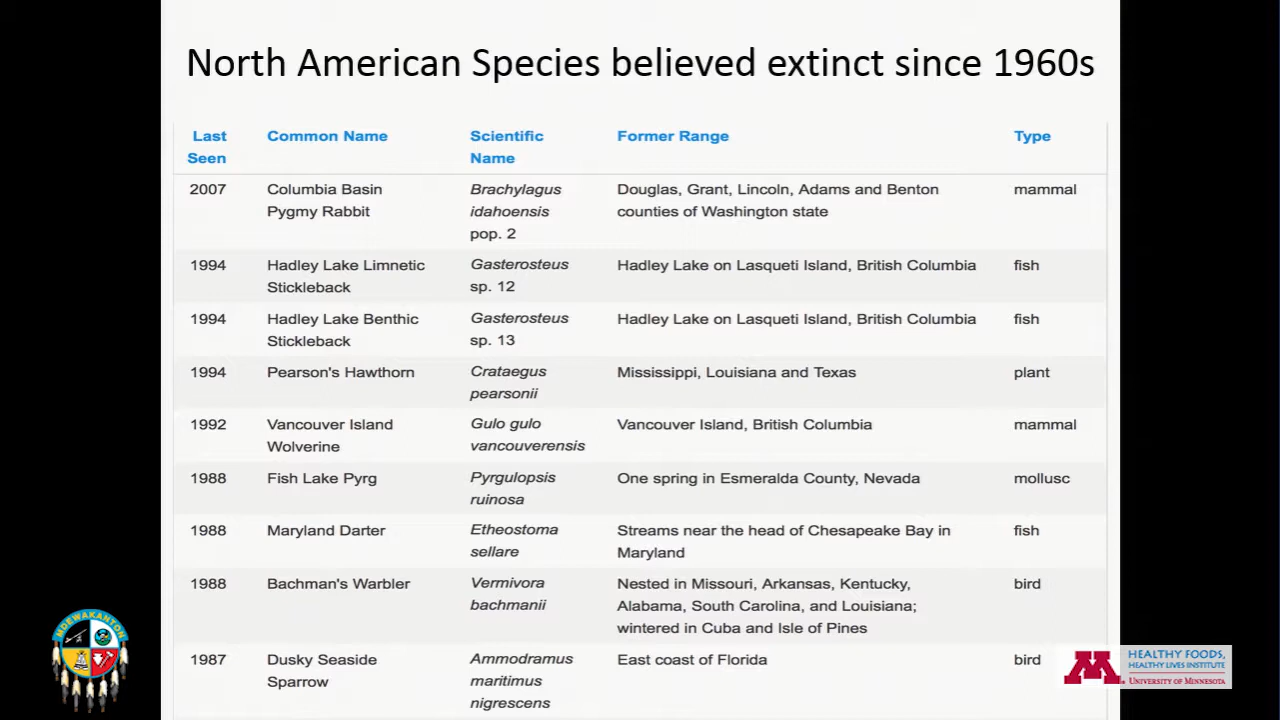 North American Species believed extinct since 1960s
Last Seen Common Name Scientific Name Former Range Type
2007 Columbia Basin Pygmy Rabbit Brachylagus idahoensis pop. 2 Douglas, Grant, Lincoln, Adams and Benton counties of Washington state mammal
1994 Hadley Lake Limnetic Stickleback Gasterosteus sp. 12 Hadley Lake on Lasqueti Island, British Columbia fish
1994 Hadley Lake Benthic Stickleback Gasterosteus sp. 13 Hadley Lake on Lasqueti Island, British Columbia fish
1994 Pearson's Hawthorn Crataegus pearsonii Mississippi, Louisiana and Texas plant
1992 Vancouver Island Wolverine Gulo gulo vancouverensis Vancouver Island, British Columbia mammal
1988 Fish Lake Pyrg Pyrgulopsis ruinosa One spring in Esmeralda County, Nevada mollusc
1988 Maryland Darter Etheostoma sellare Streams near the head of Chesapeake Bay in Maryland fish
1988 Bachman's Warbler Vermivora bachmanii Nested in Missouri, Arkansas, Kentucky, Alabama, South Carolina, and Louisiana; wintered in Cuba and Isle of Pines bird
1987 Dusky Seaside Sparrow Ammodramus maritimus nigrescens East coast of Florida bird
MDEWAKANTON
M
HEALTHY FOODS,
HEALTHY LIVES INSTITUTE
UNIVERSITY OF MINNESOTA